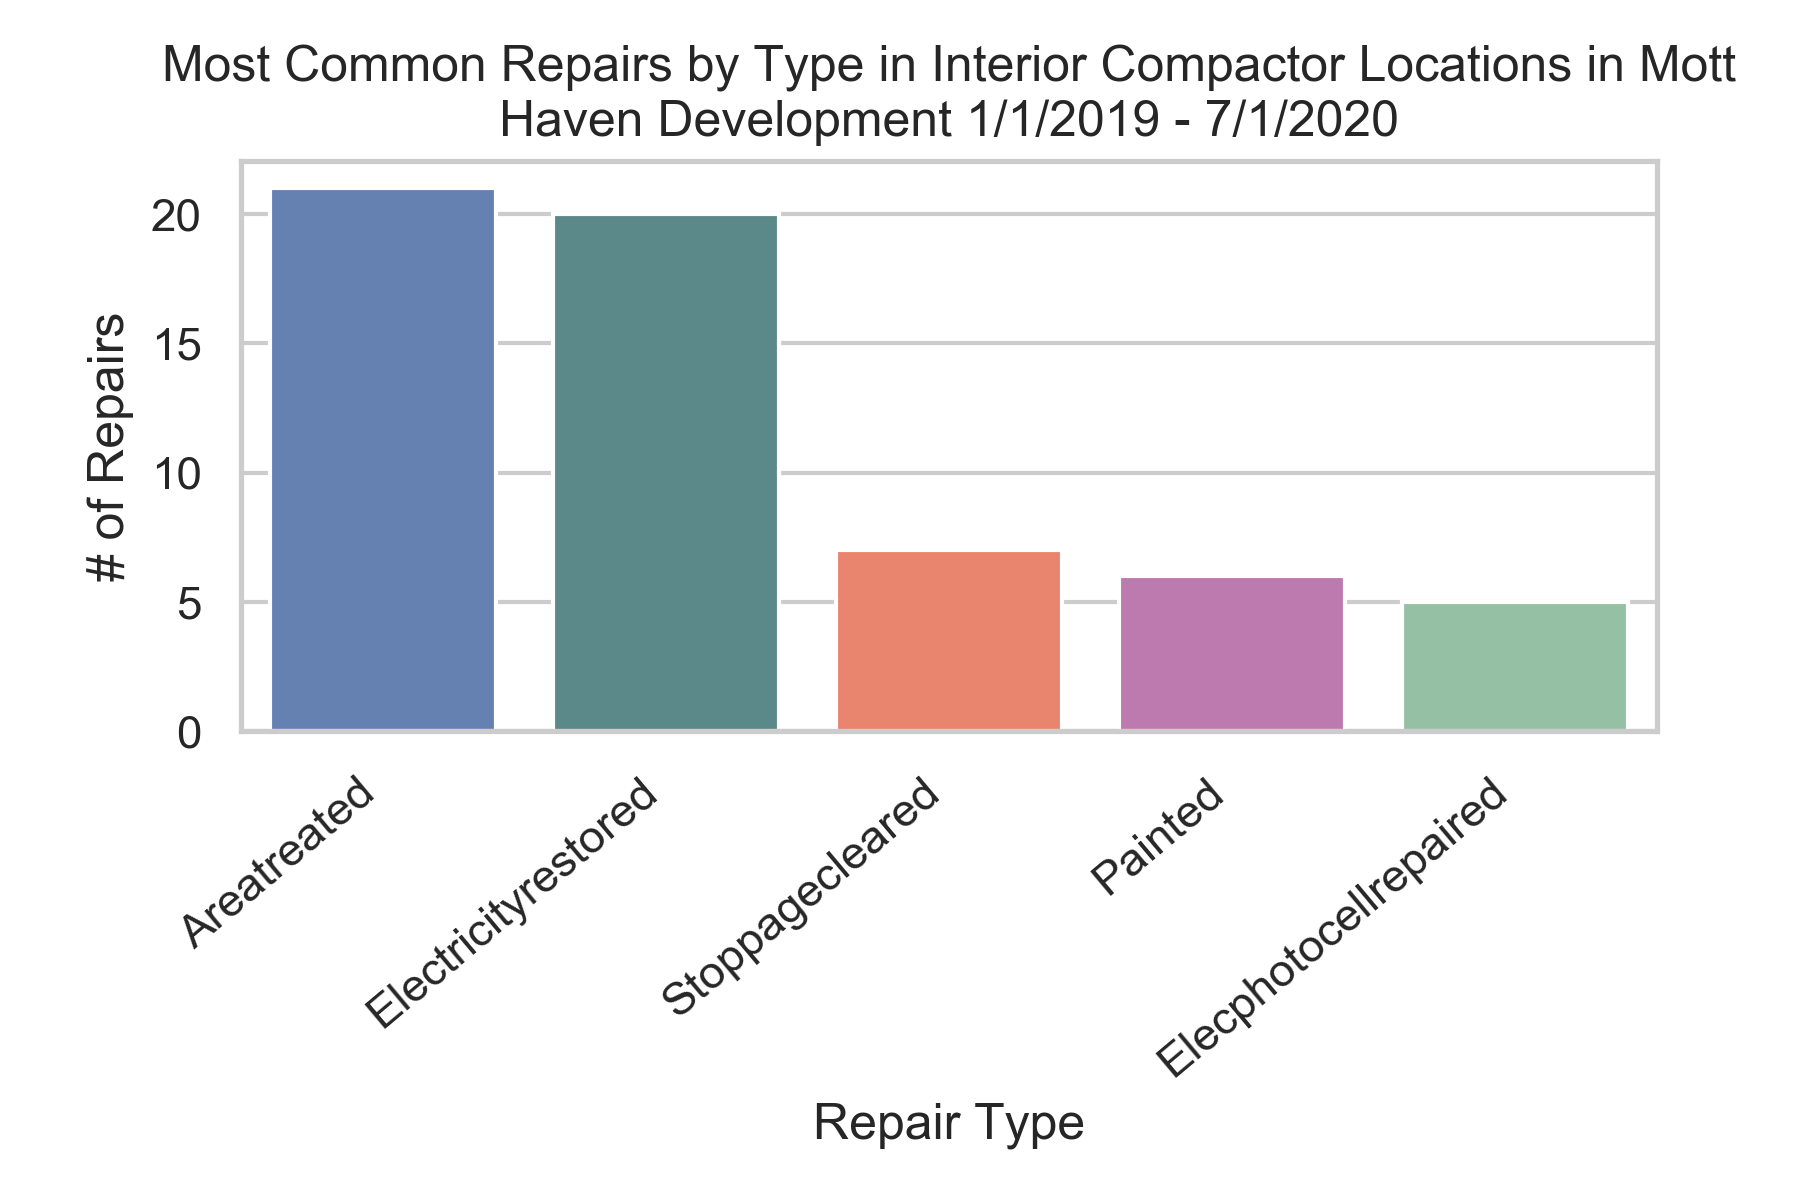 Most Common Repairs by Type in Interior Compactor Locations in Mott
Haven Development 1/1/2019 - 7/1/2020
# of Repairs
20
15
10
5
0
Areatreated
Electricityrestored
Stoppagecleared
Painted
Elecphotocellrepaired
Repair Type